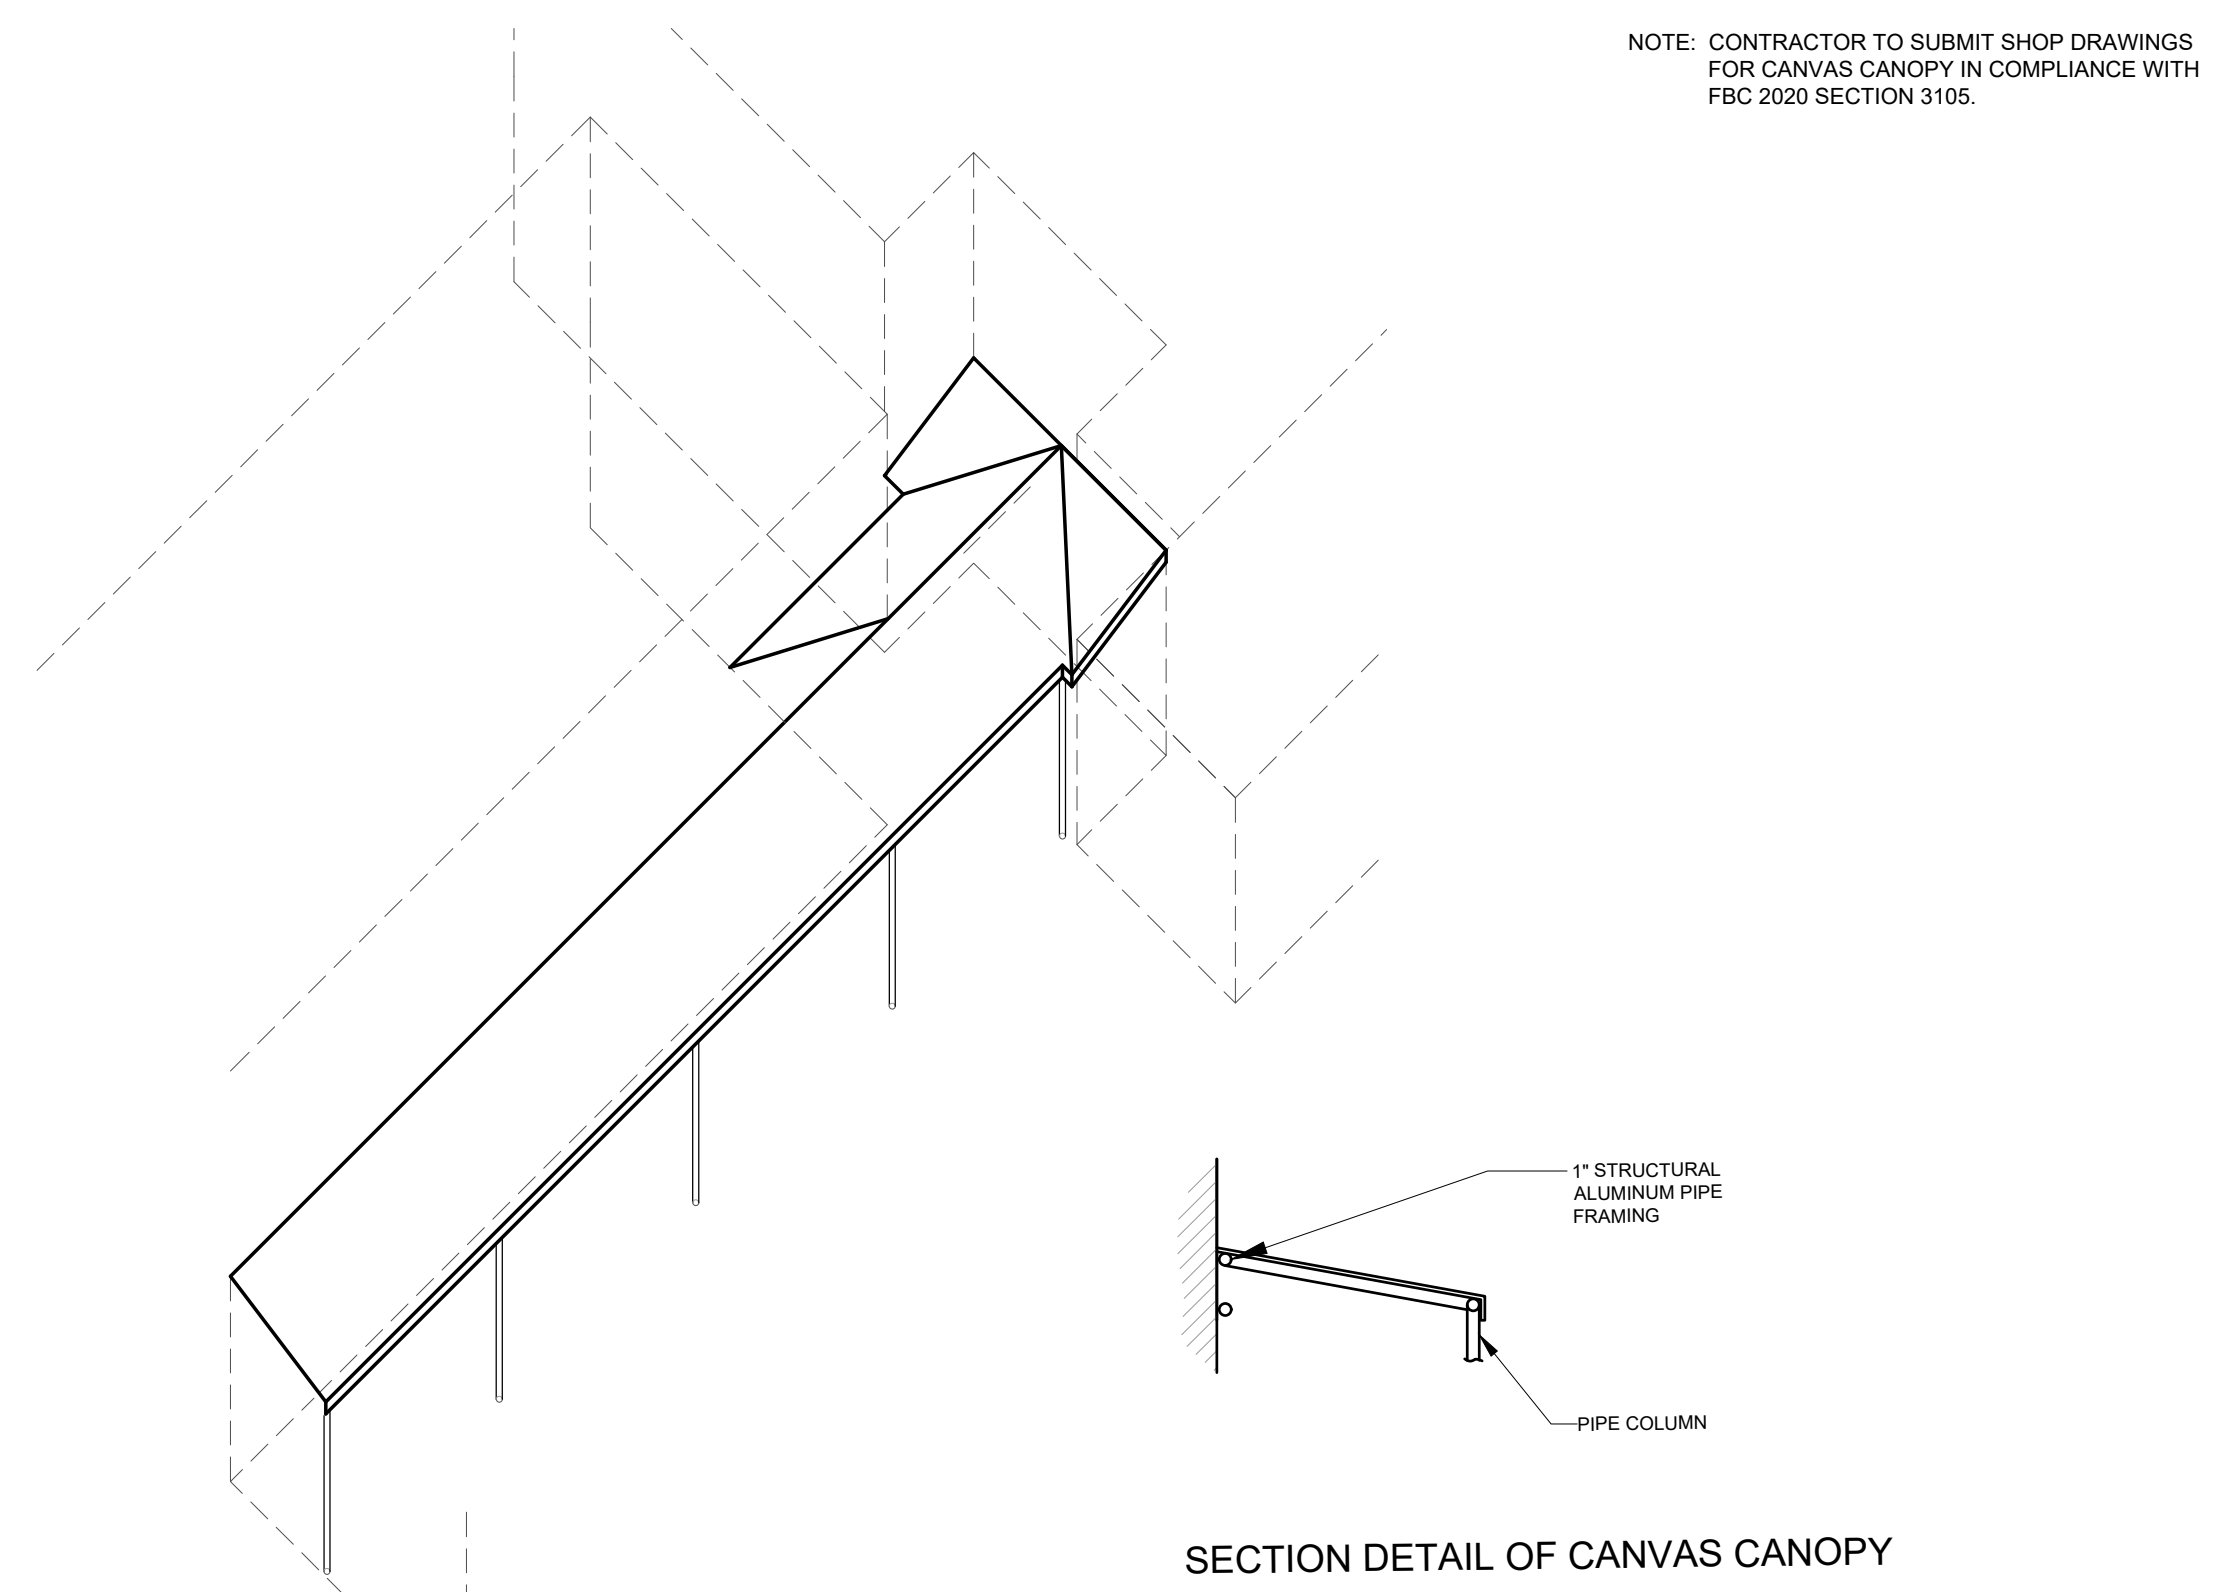 NOTE: CONTRACTOR TO SUBMIT SHOP DRAWINGS
FOR CANVAS CANOPY IN COMPLIANCE WITH
FBC 2020 SECTION 3105.
1" STRUCTURAL
ALUMINUM PIPE
FRAMING
PIPE COLUMN
SECTION DETAIL OF CANVAS CANOPY